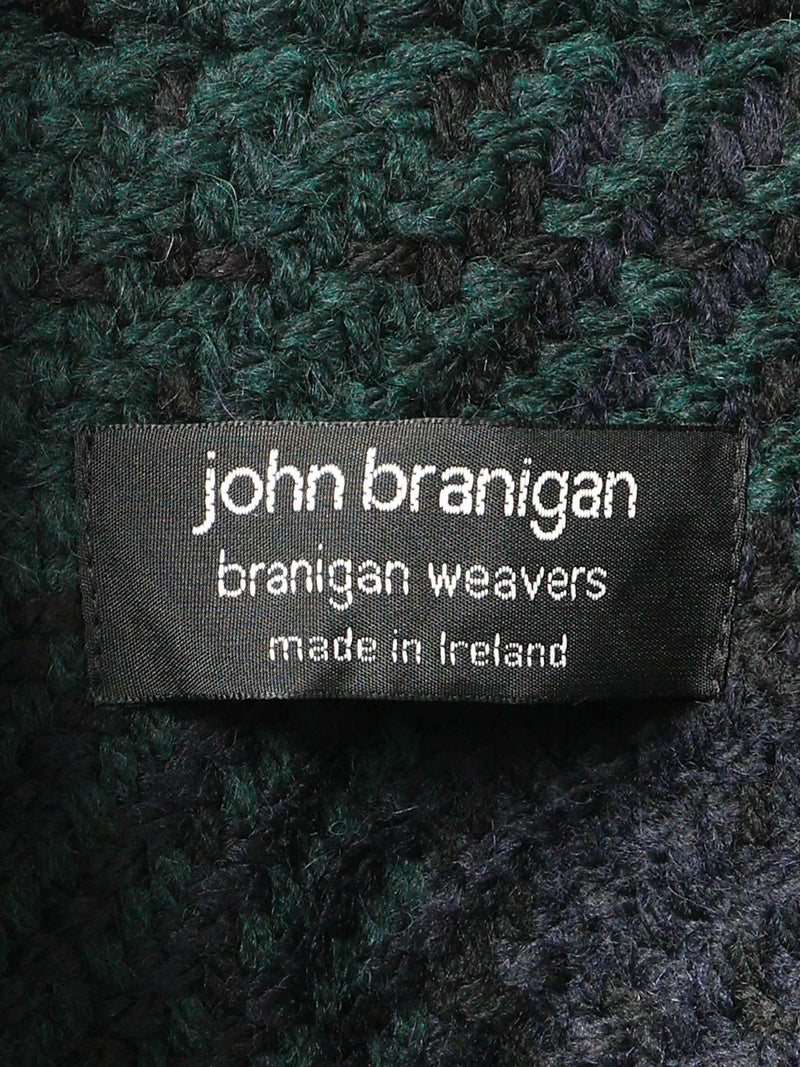 john branigan
branigan weavers
made in Ireland